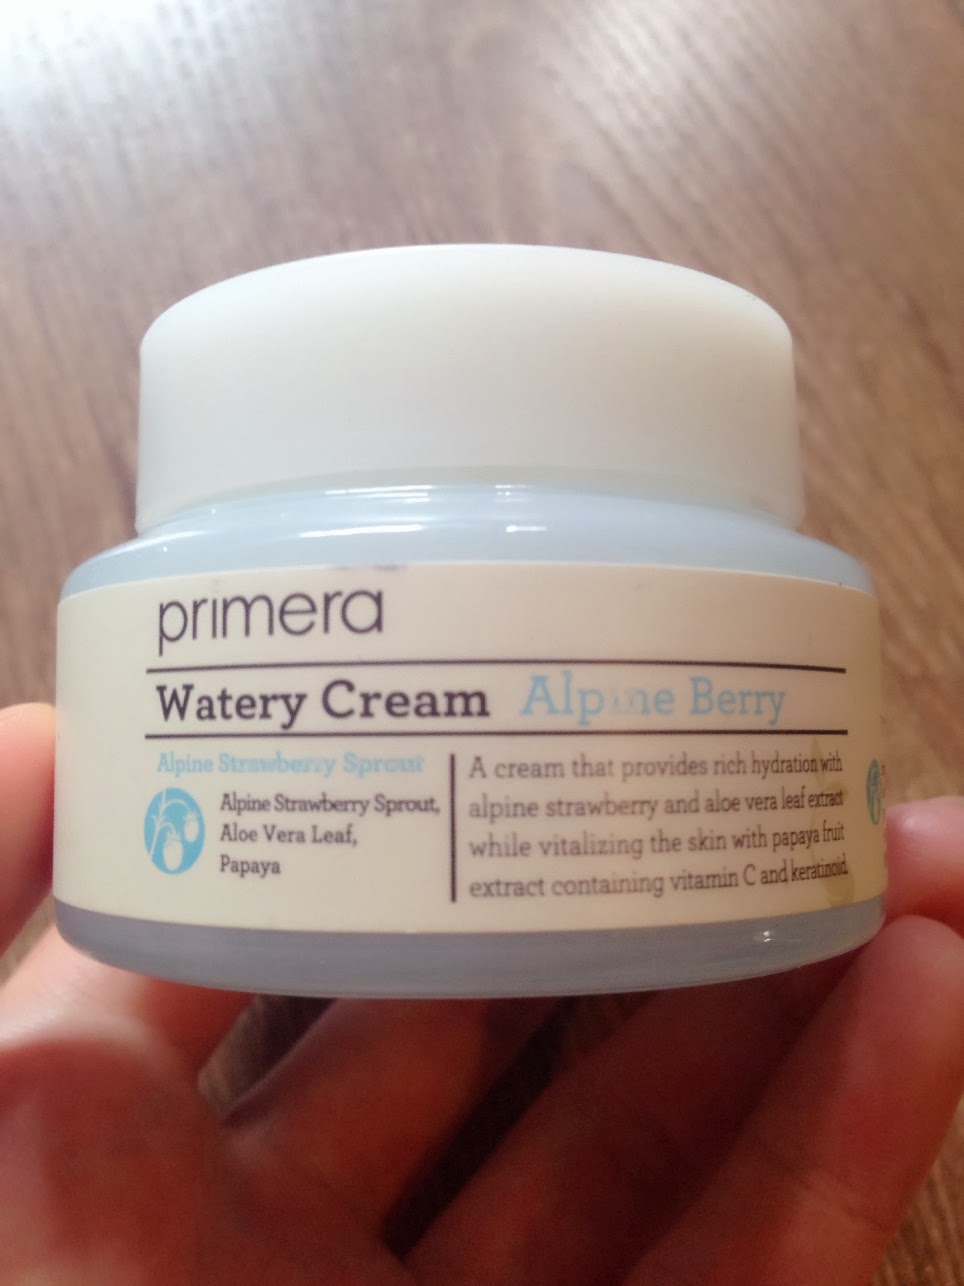 primera
Watery Cream Alpine Berry
Alpine Strawberry Sprout
Alpine Strawberry Sprout,
Aloe Vera Leaf,
Papaya
A cream that provides rich hydration with
alpine strawberry and aloe vera leaf extract
while vitalizing the skin with papaya fruit
extract containing vitamin C and keratinoid.